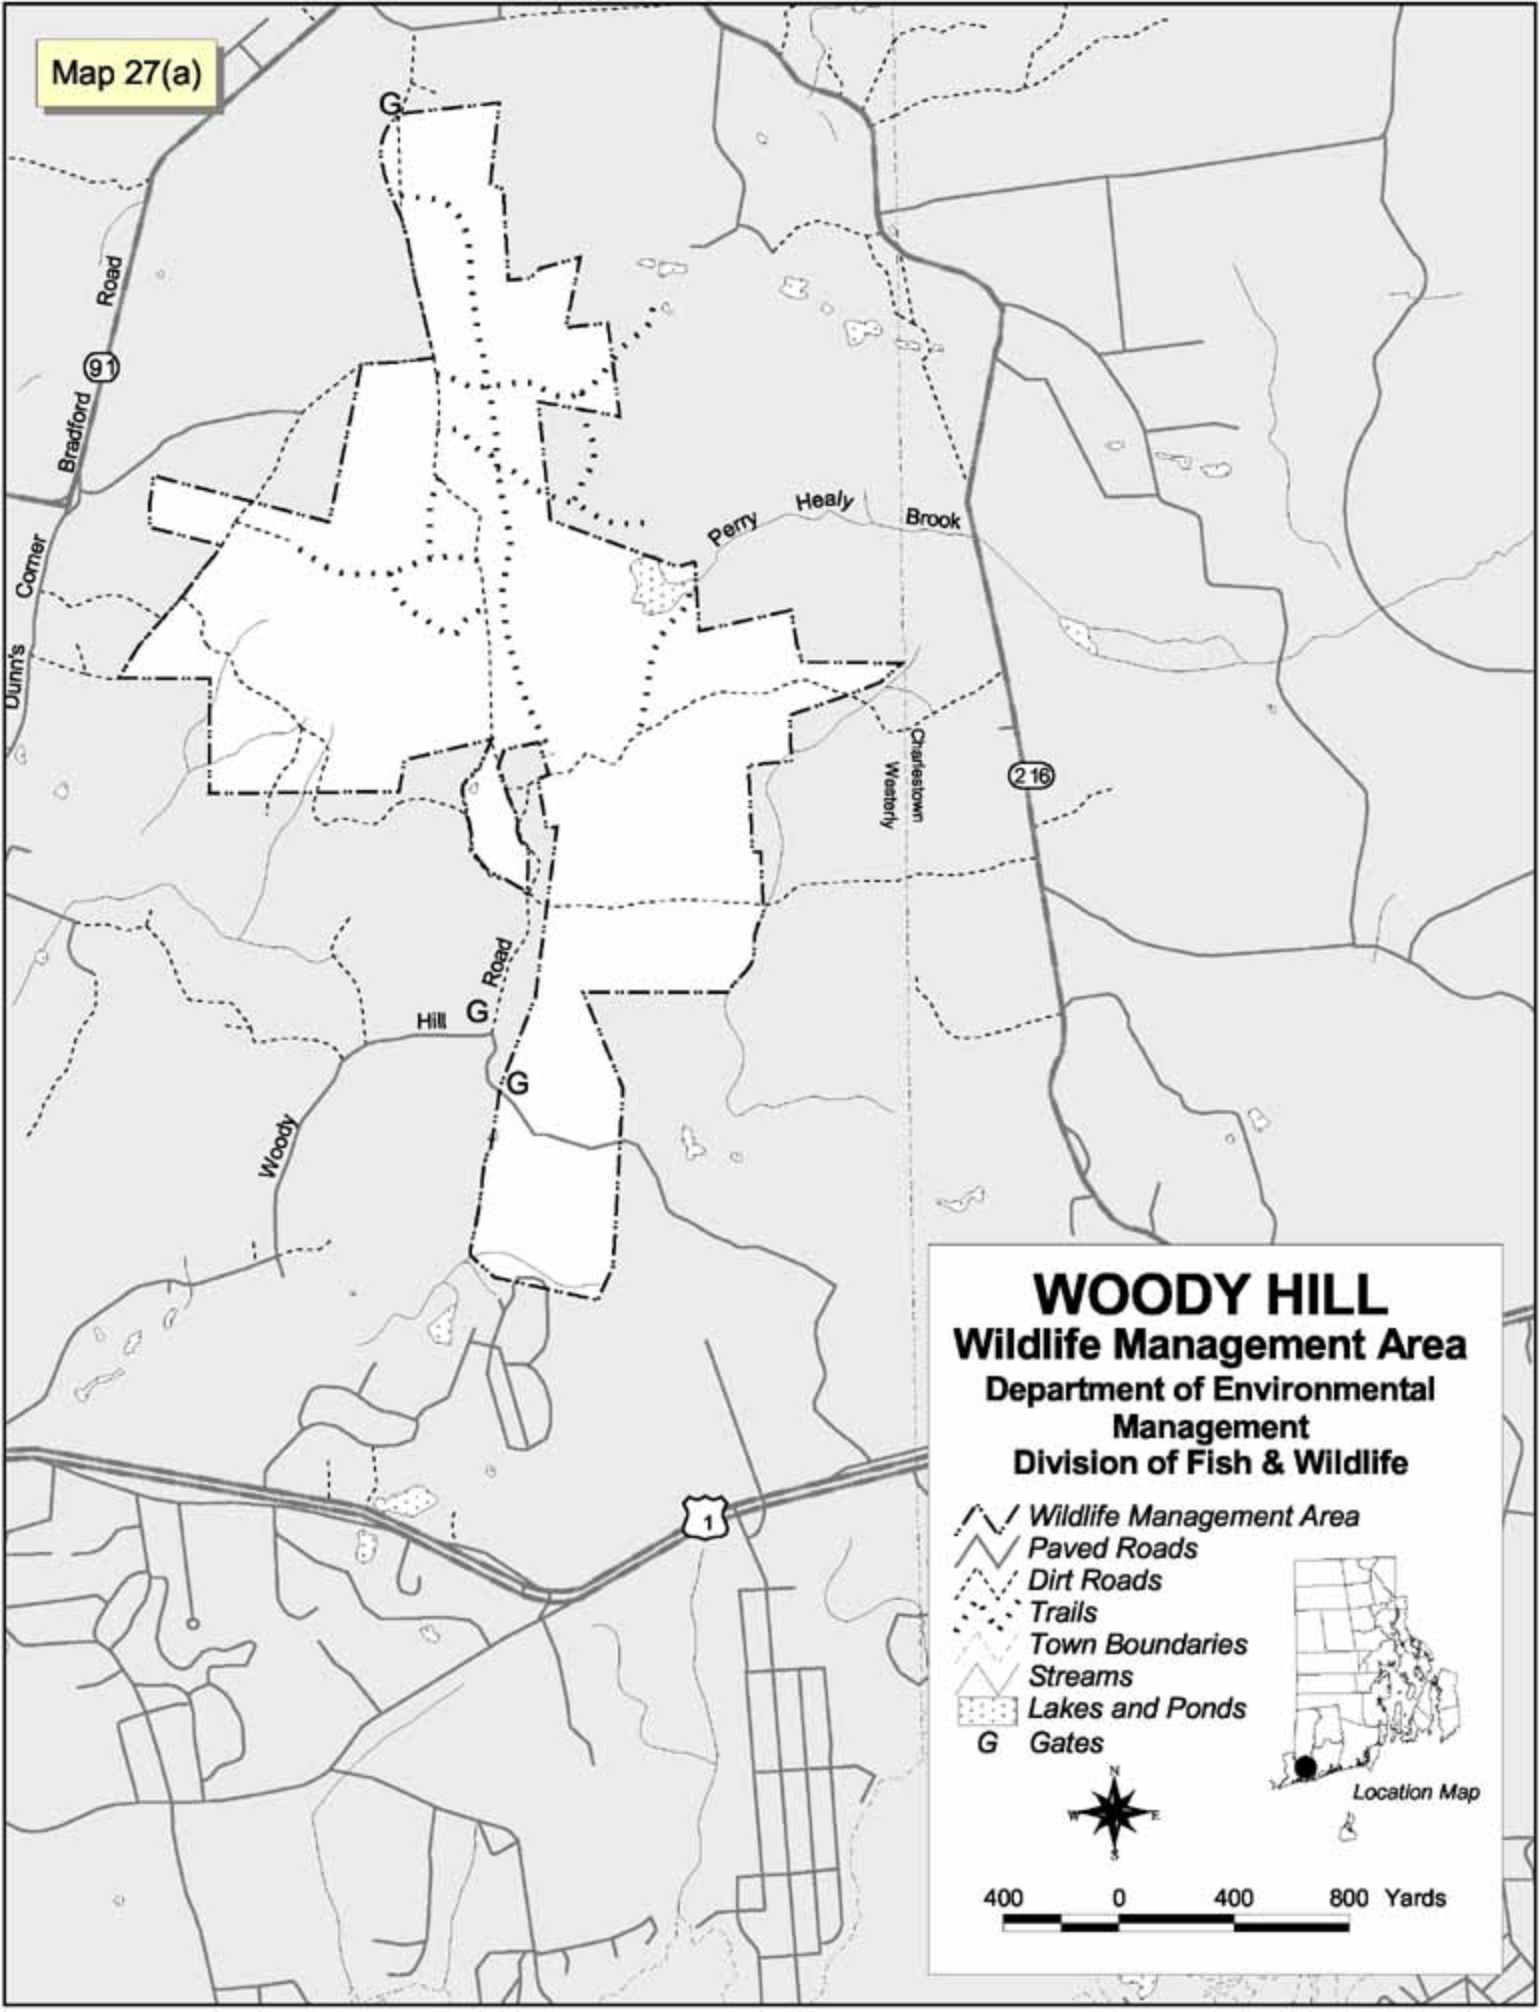 Map 27(a)
G
Road
91
Bradford
Corner
Dunn's
Perry
Healy
Brook
Charlestown
Westerly
216
Road
G
Hill
G
Woody
1
WOODY HILL
Wildlife Management Area
Department of Environmental
Management
Division of Fish & Wildlife
Wildlife Management Area
Paved Roads
Dirt Roads
Trails
Town Boundaries
Streams
Lakes and Ponds
G Gates
Location Map
N
W E
S
400 0 400 800 Yards